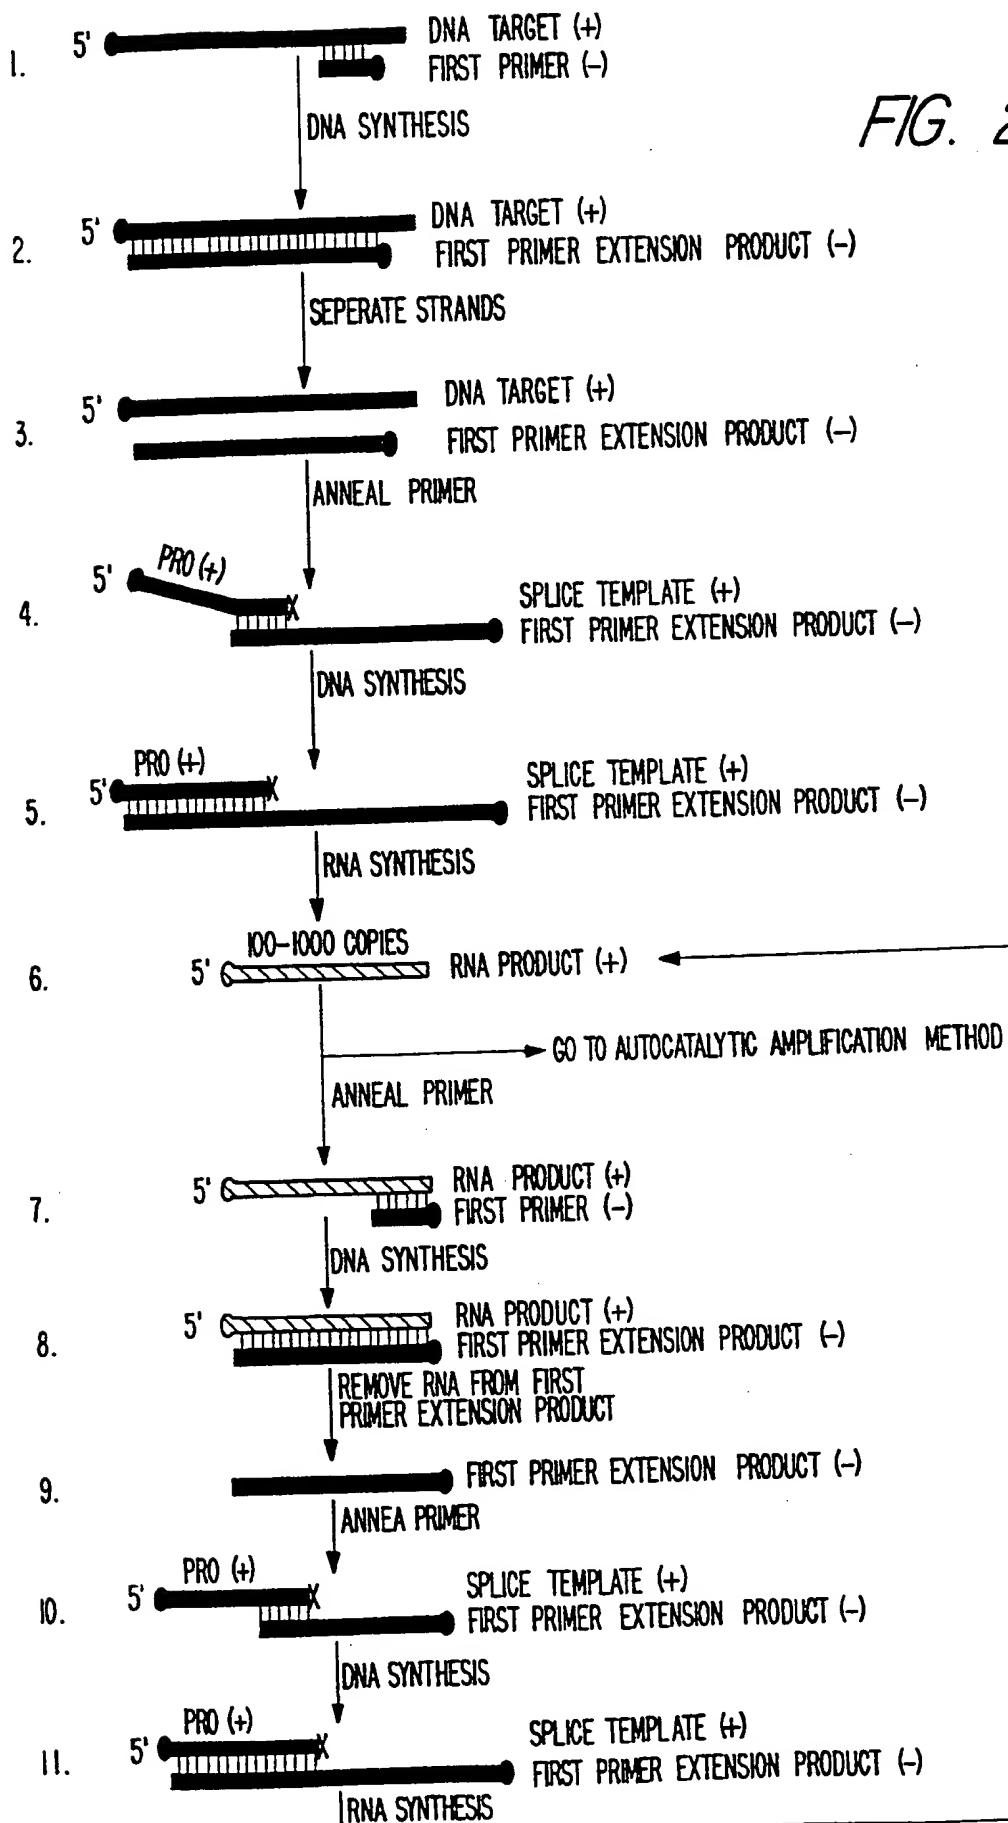 5' DNA TARGET (+)
1. FIRST PRIMER (-)
FIG. 2
DNA SYNTHESIS
5' DNA TARGET (+)
2. FIRST PRIMER EXTENSION PRODUCT (-)
SEPERATE STRANDS
5' DNA TARGET (+)
3. FIRST PRIMER EXTENSION PRODUCT (-)
ANNEAL PRIMER
5' PRO (+)
SPLICE TEMPLATE (+)
4. X FIRST PRIMER EXTENSION PRODUCT (-)
DNA SYNTHESIS
PRO (+)
5' X SPLICE TEMPLATE (+)
5. FIRST PRIMER EXTENSION PRODUCT (-)
RNA SYNTHESIS
100-1000 COPIES
6. 5' RNA PRODUCT (+)
GO TO AUTOCATALYTIC AMPLIFICATION METHOD
ANNEAL PRIMER
5' RNA PRODUCT (+)
7. FIRST PRIMER (-)
DNA SYNTHESIS
5' RNA PRODUCT (+)
8. FIRST PRIMER EXTENSION PRODUCT (-)
REMOVE RNA FROM FIRST
PRIMER EXTENSION PRODUCT
9. FIRST PRIMER EXTENSION PRODUCT (-)
ANNEA PRIMER
PRO (+)
5' X SPLICE TEMPLATE (+)
10. FIRST PRIMER EXTENSION PRODUCT (-)
DNA SYNTHESIS
PRO (+)
5' X SPLICE TEMPLATE (+)
11. FIRST PRIMER EXTENSION PRODUCT (-)
RNA SYNTHESIS